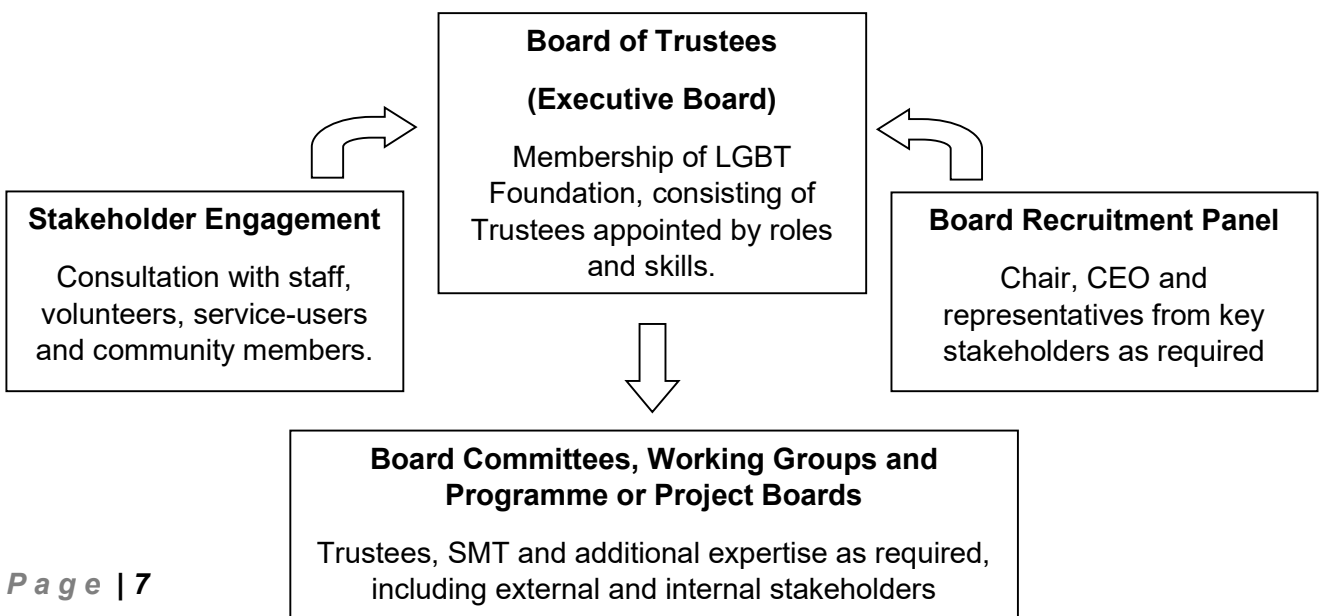 Board of Trustees
(Executive Board)
Membership of LGBT
Foundation, consisting of
Trustees appointed by roles
and skills.
Stakeholder Engagement
Consultation with staff,
volunteers, service-users
and community members.
Board Recruitment Panel
Chair, CEO and
representatives from key
stakeholders as required
Board Committees, Working Groups and
Programme or Project Boards
Trustees, SMT and additional expertise as required,
including external and internal stakeholders
Page | 7